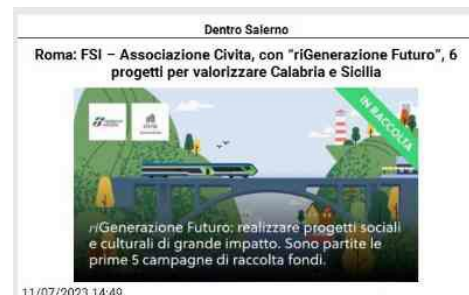 Dentro Salerno
Roma: FSI – Associazione Civita, con "riGenerazione Futuro", 6
progetti per valorizzare Calabria e Sicilia
IN RACCOLTA
riGenerazione Futuro: realizzare progetti sociali
e culturali di grande impatto. Sono partite le
prime 5 campagne di raccolta fondi.
11/07/2023 14:49